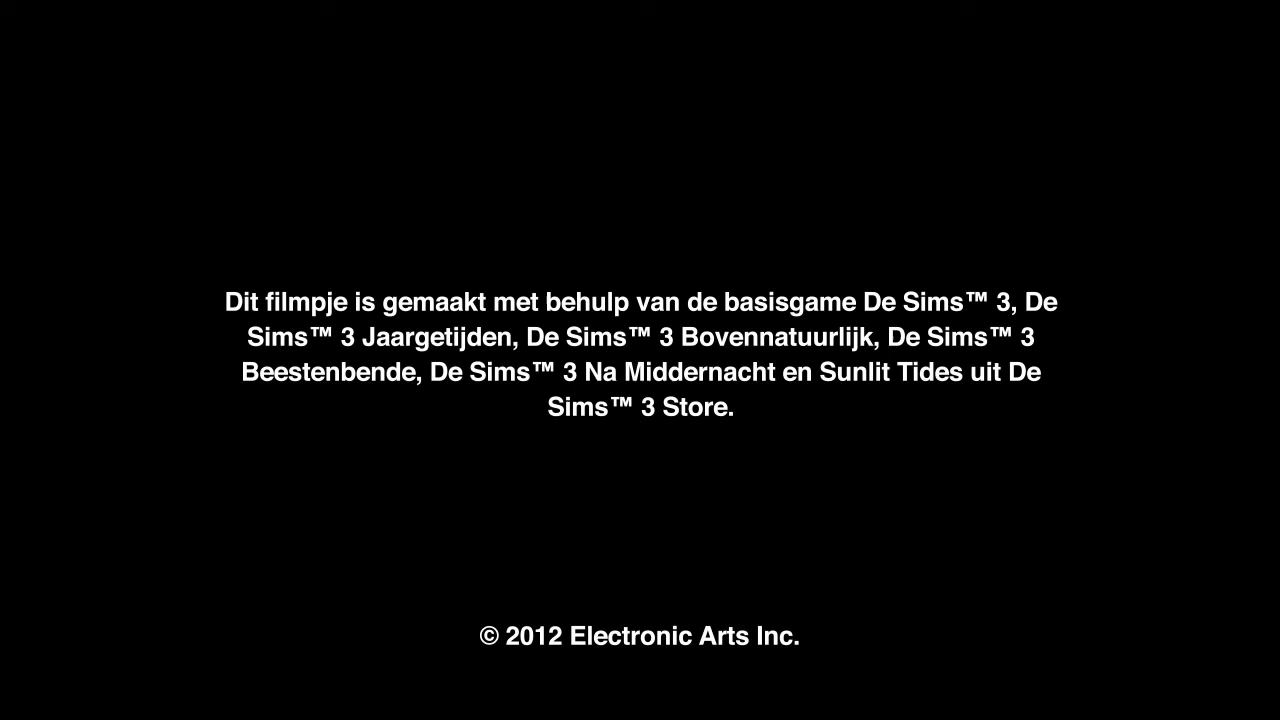 Dit filmpje is gemaakt met behulp van de basisgame De Sims™ 3, De
Sims™ 3 Jaargetijden, De Sims™ 3 Bovennatuurlijk, De Sims™ 3
Beestenbende, De Sims™ 3 Na Middernacht en Sunlit Tides uit De
Sims™ 3 Store.
© 2012 Electronic Arts Inc.